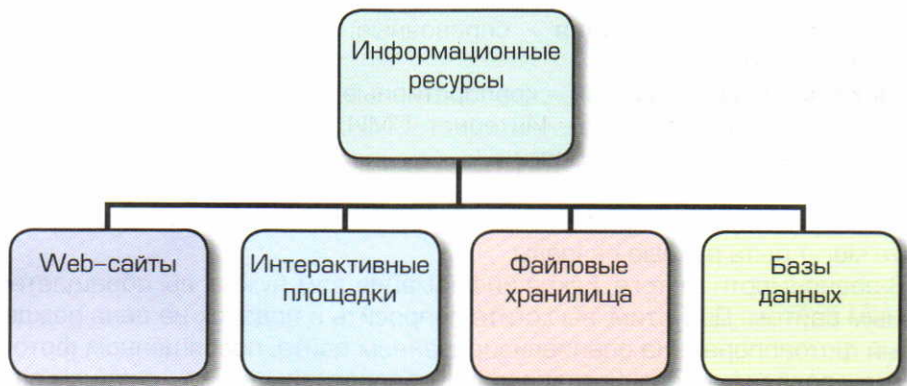 Информационные
ресурсы
Web-сайты
Интерактивные
площадки
Файловые
хранилища
Базы
данных